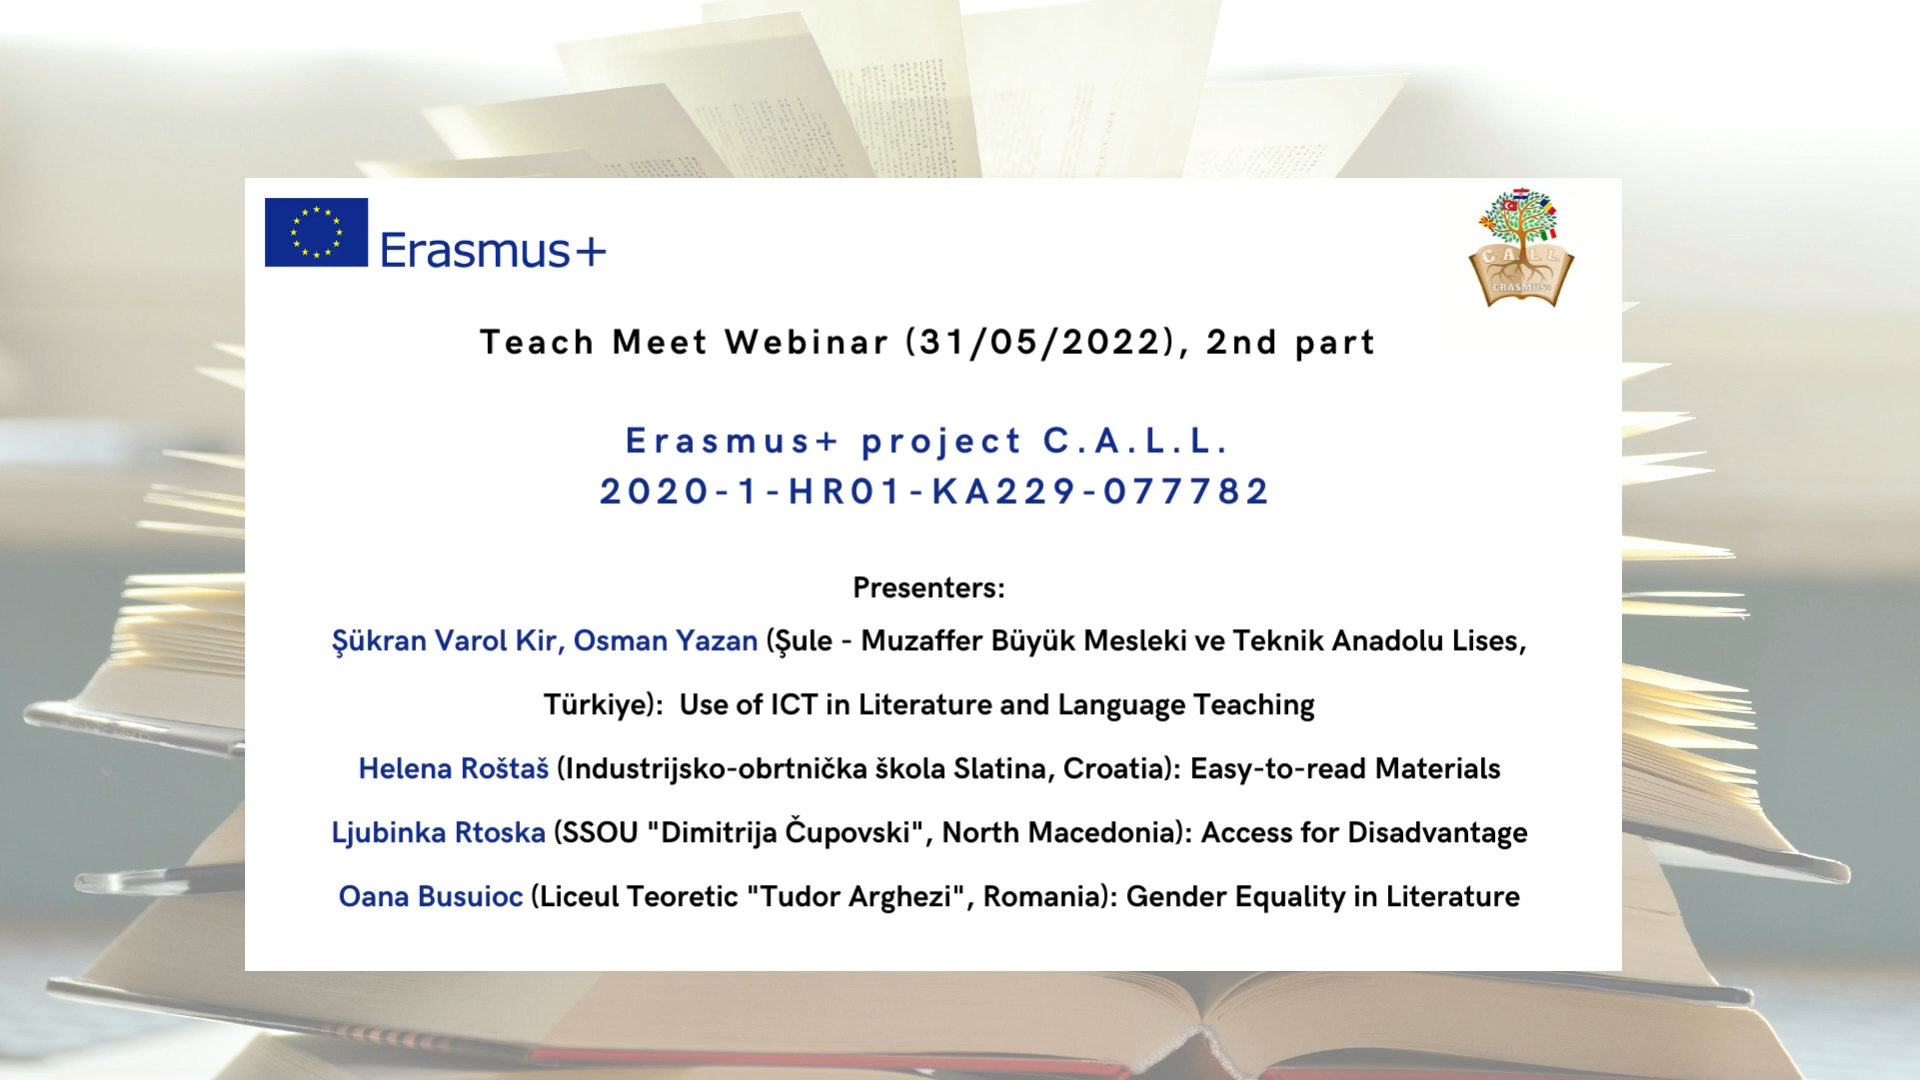 Erasmus+
C.A.L.L.
ERASMUS+
Teach Meet Webinar (31/05/2022), 2nd part
Erasmus+ project C.A.L.L.
2020-1-HR01-KA229-077782
Presenters:
Şükran Varol Kir, Osman Yazan (Şule - Muzaffer Büyük Mesleki ve Teknik Anadolu Lises,
Türkiye):  Use of ICT in Literature and Language Teaching
Helena Roštaš (Industrijsko-obrtnička škola Slatina, Croatia): Easy-to-read Materials
Ljubinka Rtoska (SSOU "Dimitrija Čupovski", North Macedonia): Access for Disadvantage
Oana Busuioc (Liceul Teoretic "Tudor Arghezi", Romania): Gender Equality in Literature